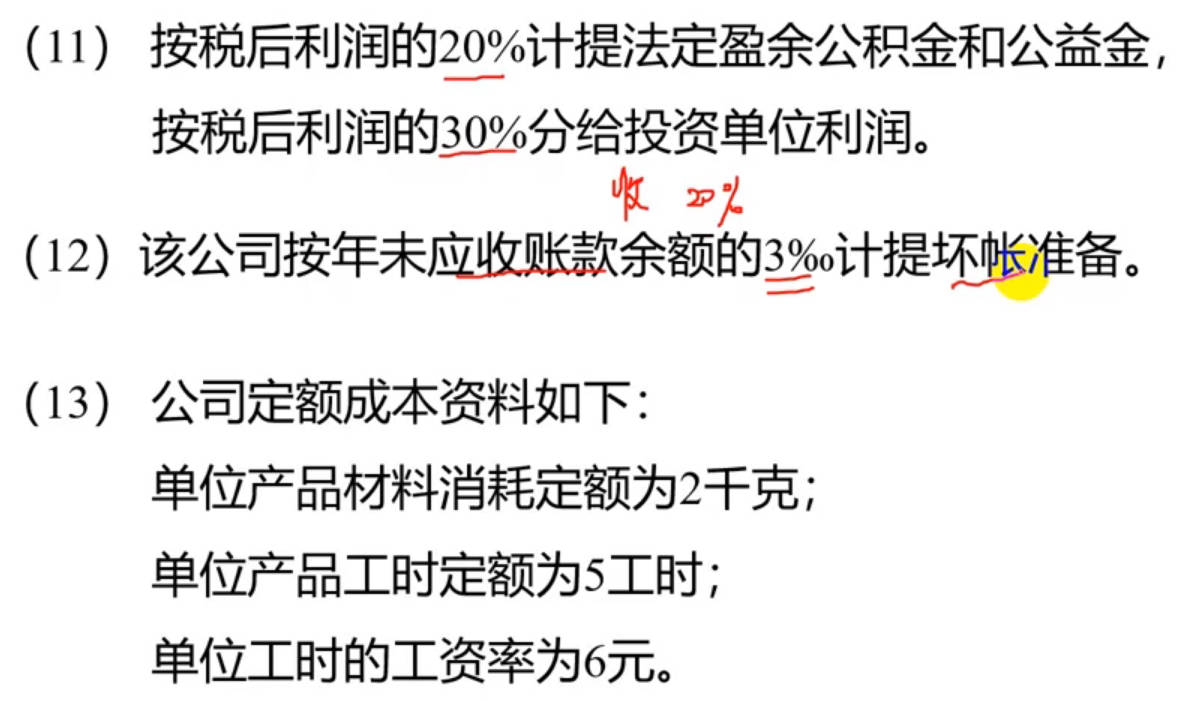 （11） 按税后利润的20%计提法定盈余公积金和公益金，
按税后利润的30%分给投资单位利润。
收 20%
（12）该公司按年未应收账款余额的3‰计提坏帐准备。
（13） 公司定额成本资料如下：
单位产品材料消耗定额为2千克；
单位产品工时定额为5工时；
单位工时的工资率为6元。